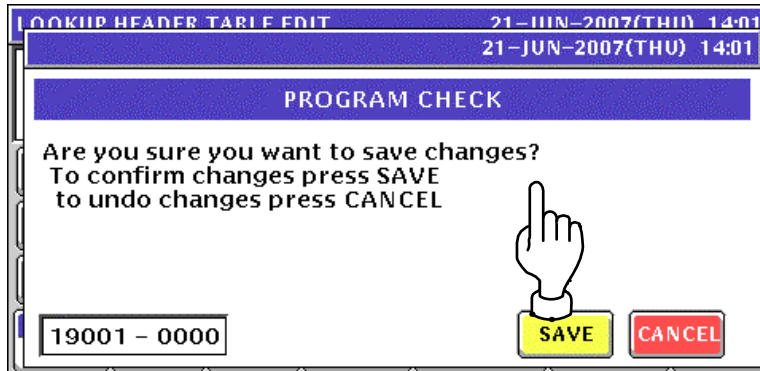 LOOKUP HEADER TABLE EDIT 21-JUN-2007(THU) 14:01
21-JUN-2007(THU) 14:01
PROGRAM CHECK
Are you sure you want to save changes?
To confirm changes press SAVE
to undo changes press CANCEL
19001 - 0000 SAVE CANCEL